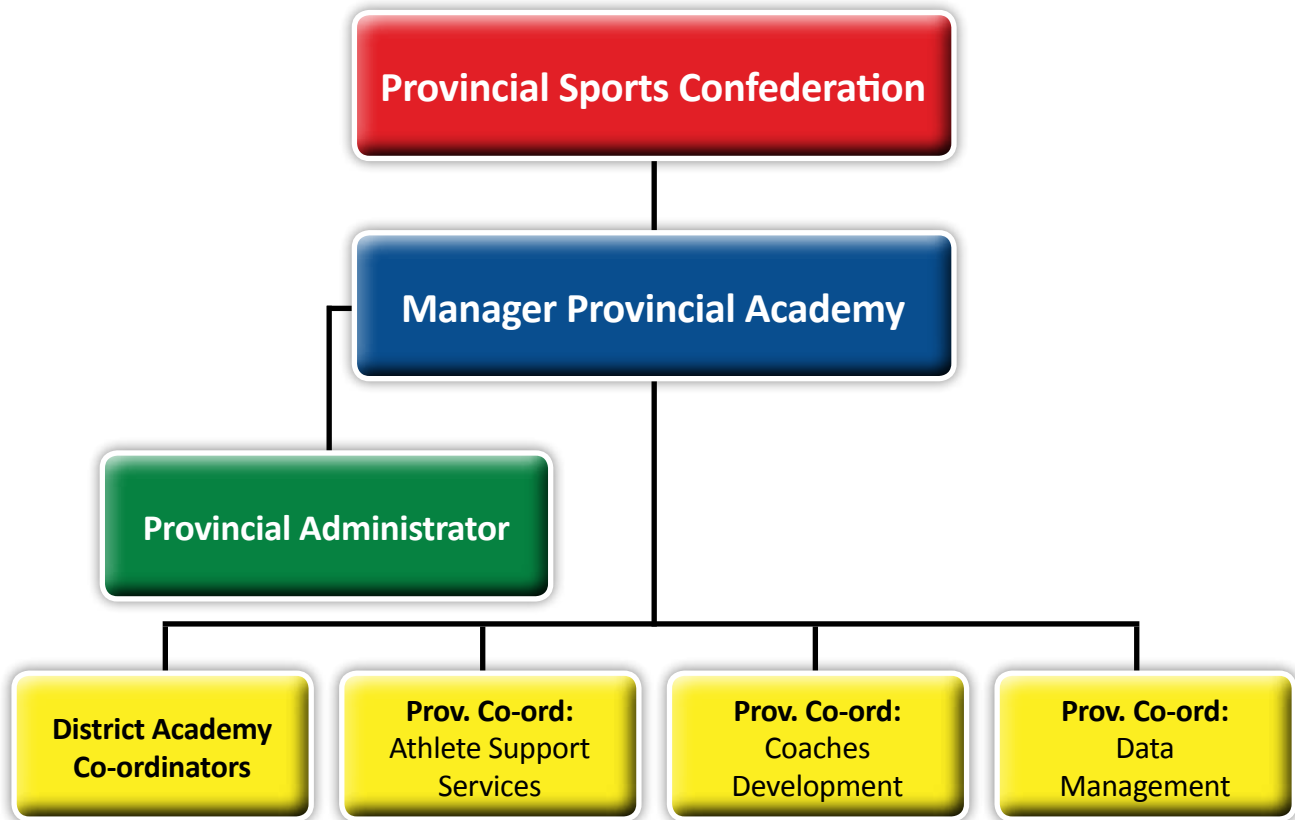 Provincial Sports Confederation
Manager Provincial Academy
Provincial Administrator
District Academy
Co-ordinators
Prov. Co-ord:
Athlete Support
Services
Prov. Co-ord:
Coaches
Development
Prov. Co-ord:
Data
Management